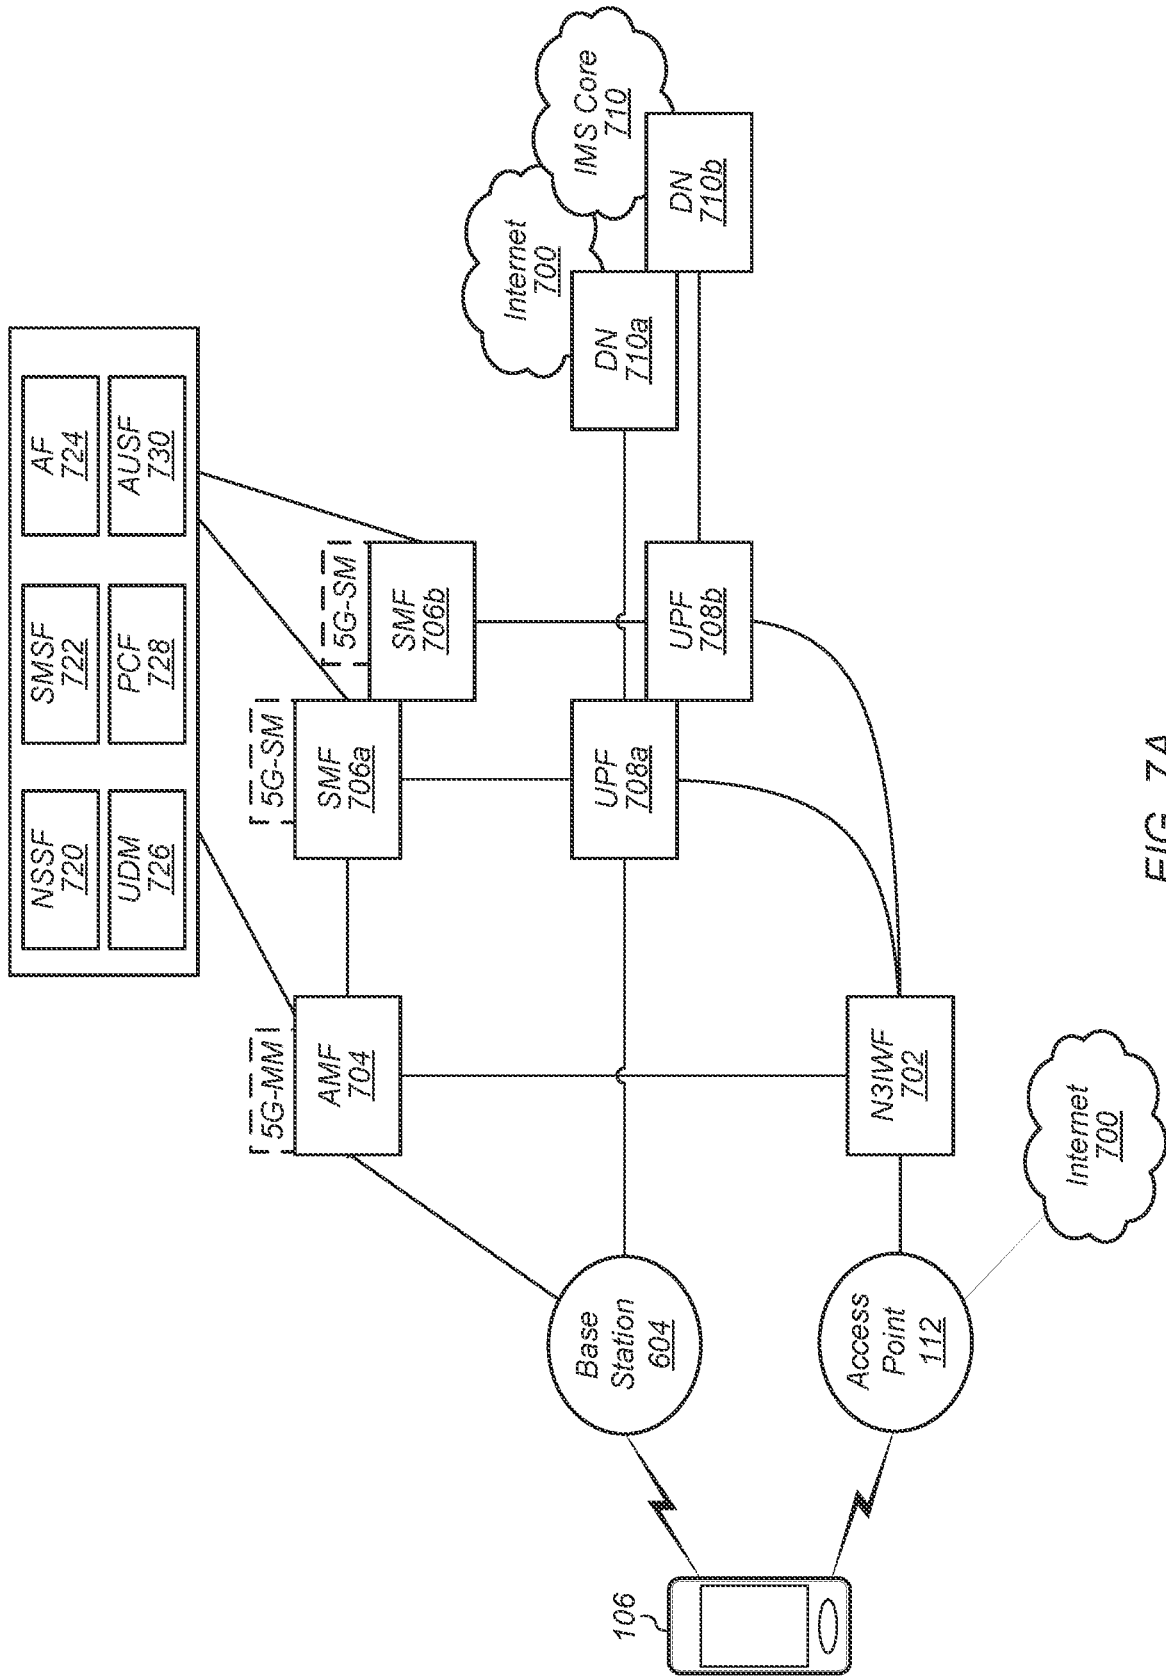 NSSF
720
SMSF
722
AF
724
UDM
726
PCF
728
AUSF
730
5G-MM
AMF
704
5G-SM
SMF
706a
5G-SM
SMF
706b
Base
Station
604
UPF
708a
UPF
708b
DN
710a
DN
710b
Internet
700
IMS Core
710
106
Access
Point
112
N3IWF
702
Internet
700
FIG. 7A